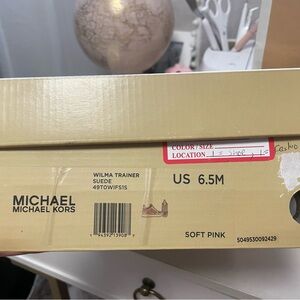 COLOR/SIZE
LOCATION
WILMA TRAINER
SUEDE
49T0WIFS1S
US 6.5M
MICHAEL
MICHAEL KORS
SOFT PINK
5049530092429